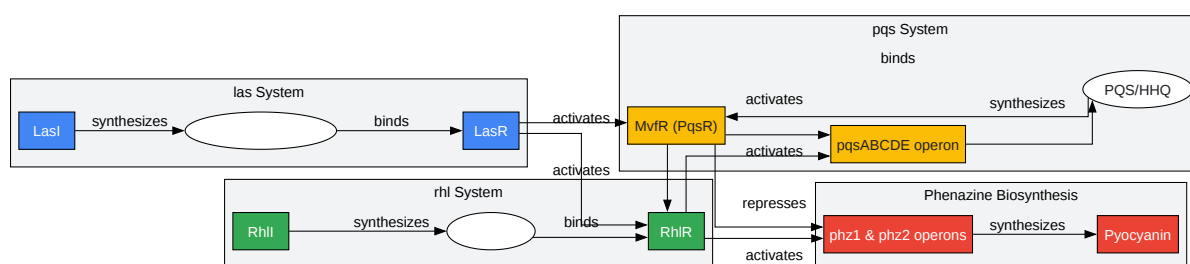 pqs System
binds
PQS/HHQ
las System
LasI
synthesizes
binds
LasR
activates
MvfR (PqsR)
activates
synthesizes
pqsABCDE operon
activates
activates
rhl System
RhlI
synthesizes
binds
RhlR
represses
activates
Phenazine Biosynthesis
phz1 & phz2 operons
synthesizes
Pyocyanin